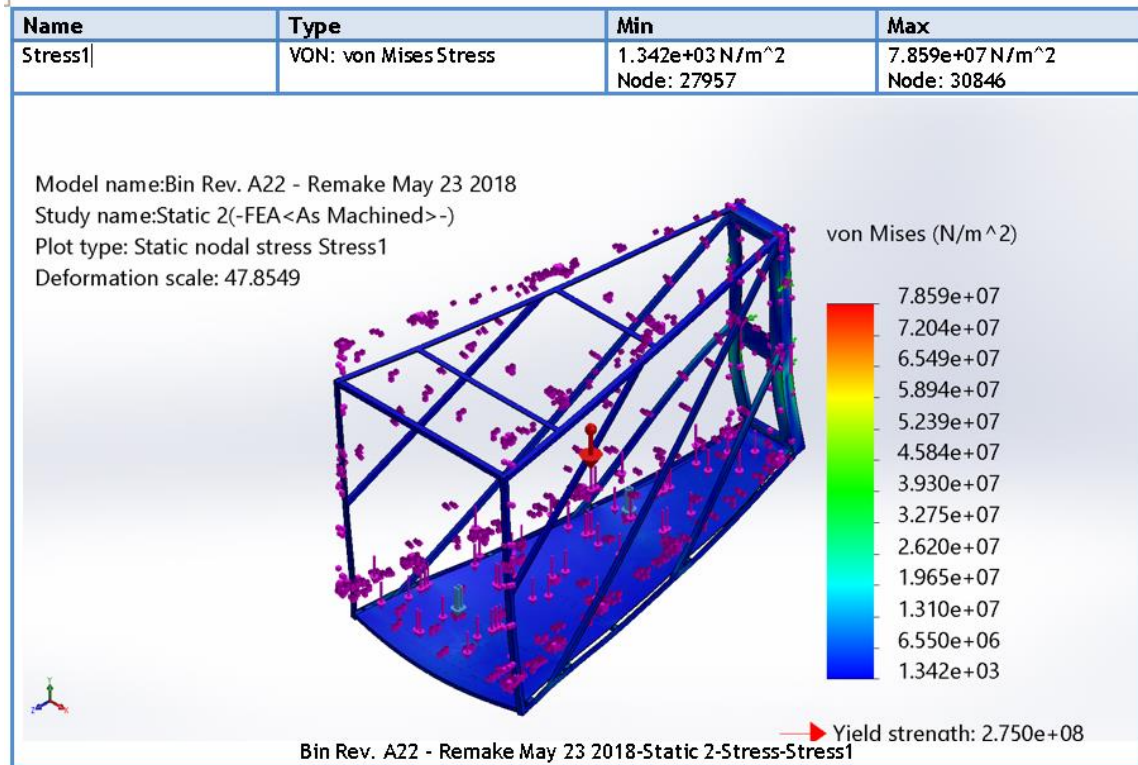 Name Type Min Max
Stress1 VON: von Mises Stress 1.342e+03 N/m^2 7.859e+07 N/m^2
Node: 27957 Node: 30846
Model name:Bin Rev. A22 - Remake May 23 2018
Study name:Static 2(-FEA<As Machined>-)
Plot type: Static nodal stress Stress1
Deformation scale: 47.8549
von Mises (N/m^2)
7.859e+07
7.204e+07
6.549e+07
5.894e+07
5.239e+07
4.584e+07
3.930e+07
3.275e+07
2.620e+07
1.965e+07
1.310e+07
6.550e+06
1.342e+03
Yield strength: 2.750e+08
Bin Rev. A22 - Remake May 23 2018-Static 2-Stress-Stress1